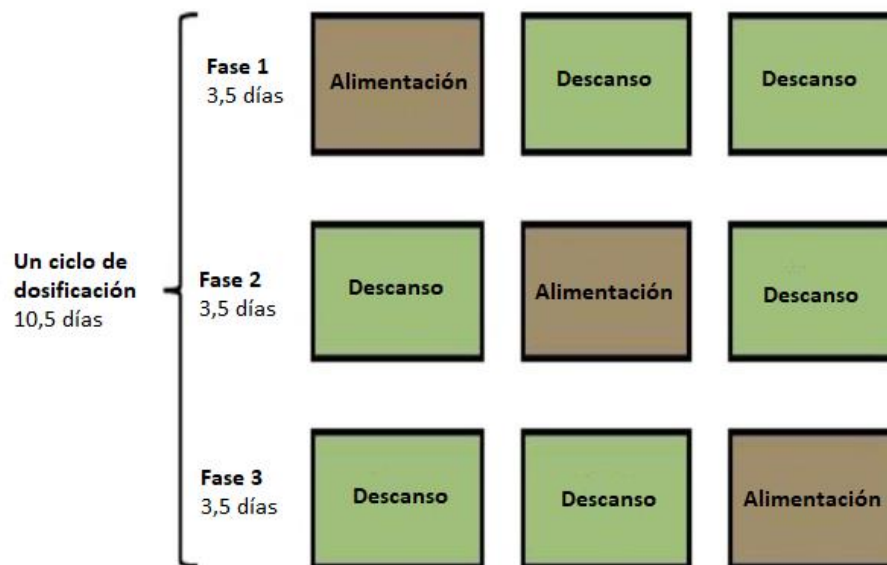 Fase 1
3,5 días
Alimentación
Descanso
Descanso
Un ciclo de
dosificación
10,5 días
Fase 2
3,5 días
Descanso
Alimentación
Descanso
Fase 3
3,5 días
Descanso
Descanso
Alimentación